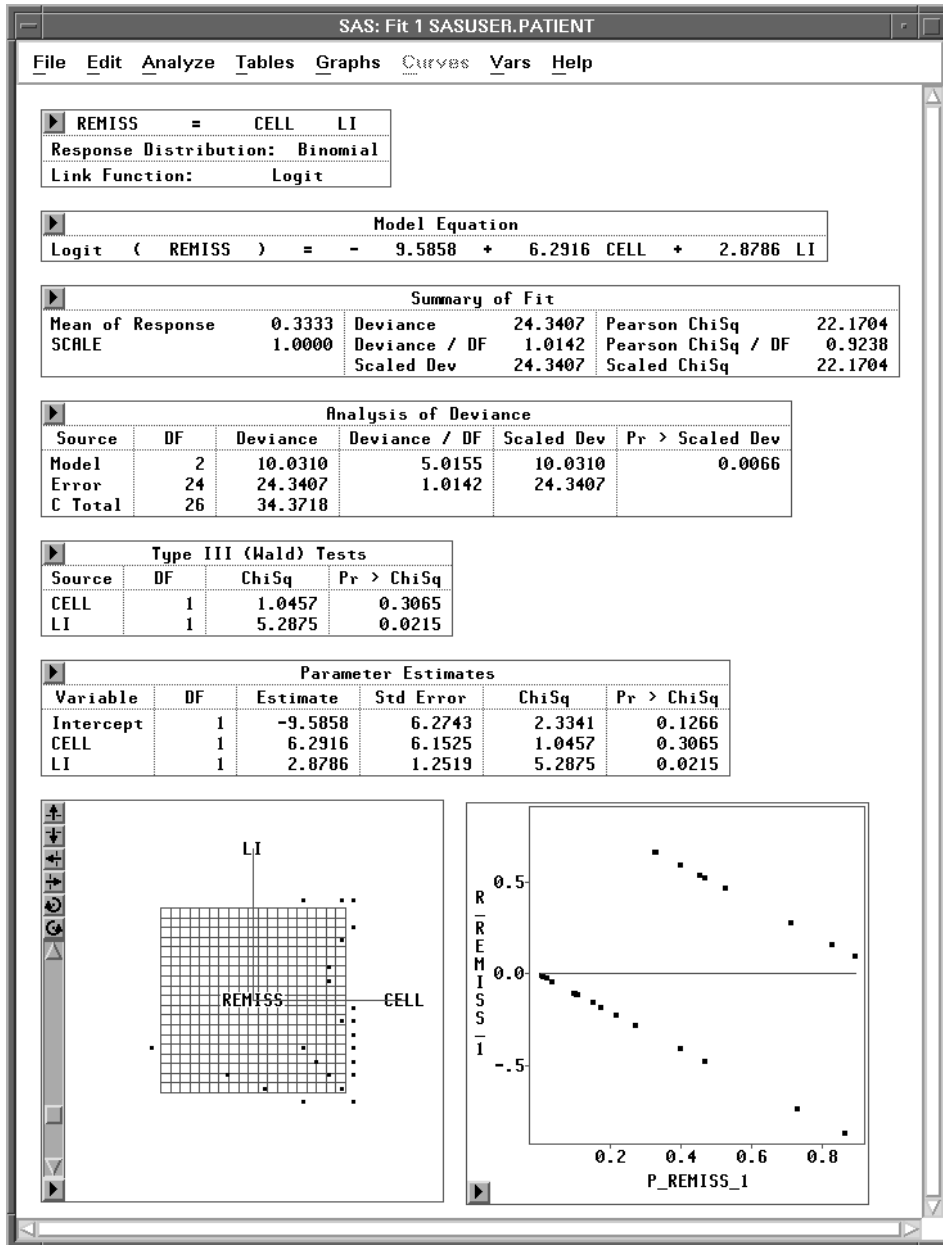 SAS: Fit 1 SASUSER.PATIENT
File Edit Analyze Tables Graphs Curves Vars Help
REMISS = CELL LI
Response Distribution: Binomial
Link Function: Logit
Model Equation
Logit ( REMISS ) = - 9.5858 + 6.2916 CELL + 2.8786 LI
Summary of Fit
Mean of Response 0.3333 Deviance 24.3407 Pearson ChiSq 22.1704
SCALE 1.0000 Deviance / DF 1.0142 Pearson ChiSq / DF 0.9238
Scaled Dev 24.3407 Scaled ChiSq 22.1704
Analysis of Deviance
Source DF Deviance Deviance / DF Scaled Dev Pr > Scaled Dev
Model 2 10.0310 5.0155 10.0310 0.0066
Error 24 24.3407 1.0142 24.3407
C Total 26 34.3718
Type III (Wald) Tests
Source DF ChiSq Pr > ChiSq
CELL 1 1.0457 0.3065
LI 1 5.2875 0.0215
Parameter Estimates
Variable DF Estimate Std Error ChiSq Pr > ChiSq
Intercept 1 -9.5858 6.2743 2.3341 0.1266
CELL 1 6.2916 6.1525 1.0457 0.3065
LI 1 2.8786 1.2519 5.2875 0.0215
LI
REMISS CELL
R_REMISS_1
0.5
0.0
-.5
0.2 0.4 0.6 0.8
P_REMISS_1